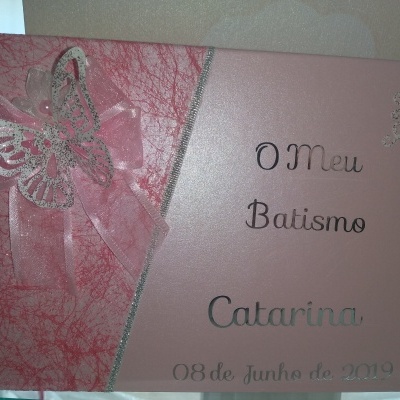 O Meu
Batismo
Catarina
08 de Junho de 2019